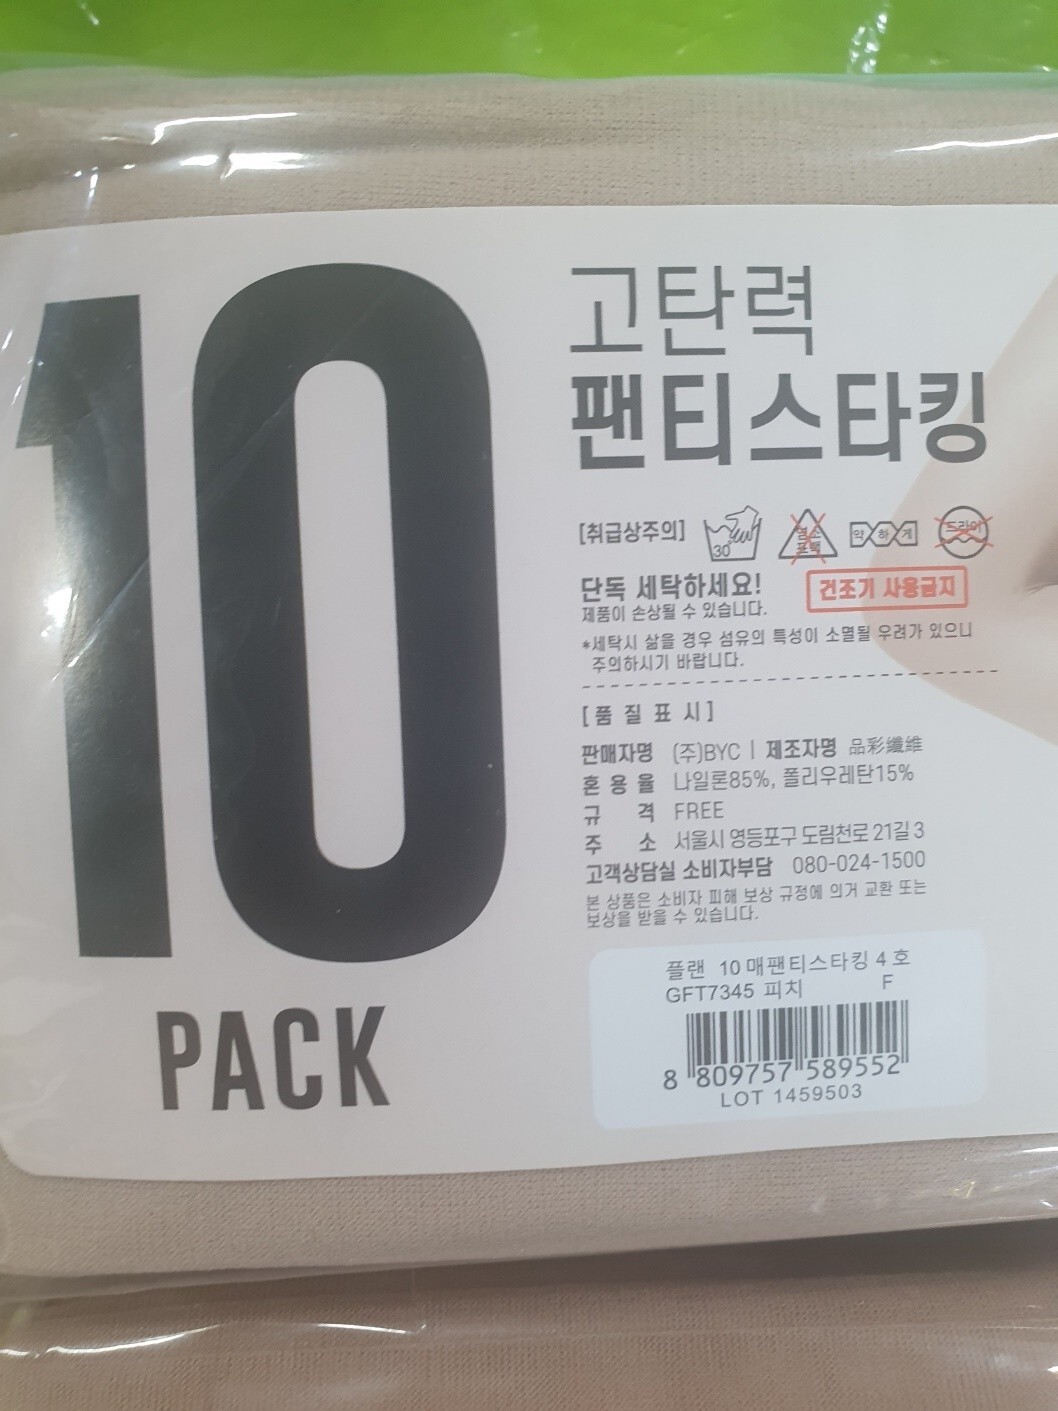 10
PACK
고탄력
팬티스타킹
[취급상주의] 30° 염소 표백 약하게 드라이
단독 세탁하세요! 건조기 사용금지
제품이 손상될 수 있습니다.
*세탁시 삶을 경우 섬유의 특성이 소멸될 우려가 있으니
주의하시기 바랍니다.
[품 질 표 시]
판매자명 (주)BYC | 제조자명 品彩纖維
혼 용 율 나일론85%, 폴리우레탄15%
규 격 FREE
주 소 서울시 영등포구 도림천로 21길 3
고객상담실 소비자부담 080-024-1500
본 상품은 소비자 피해 보상 규정에 의거 교환 또는
보상을 받을 수 있습니다.
플랜 10매팬티스타킹 4호
GFT7345 피치 F
8 809757 589552
LOT 1459503